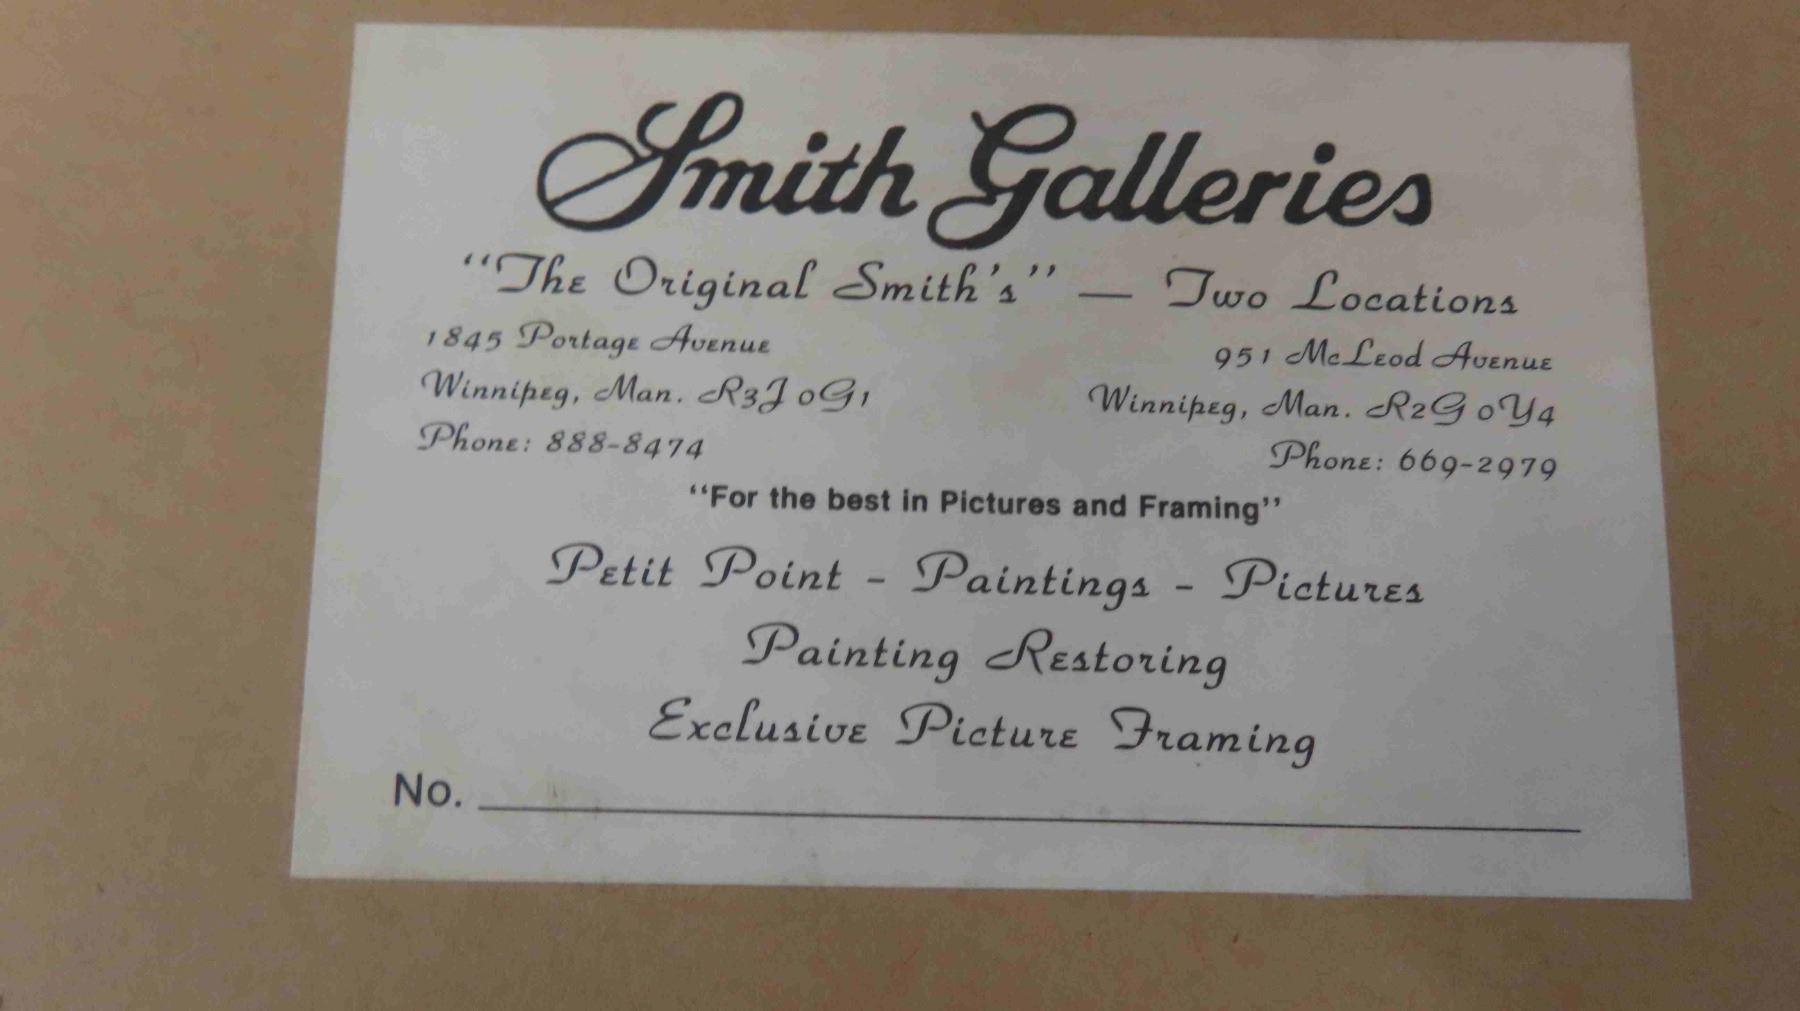 Smith Galleries
“The Original Smith's” — Two Locations
1845 Portage Avenue
Winnipeg, Man. R3J 0G1
Phone: 888-8474
951 McLeod Avenue
Winnipeg, Man. R2G 0Y4
Phone: 669-2979
“For the best in Pictures and Framing”
Petit Point - Paintings - Pictures
Painting Restoring
Exclusive Picture Framing
No.